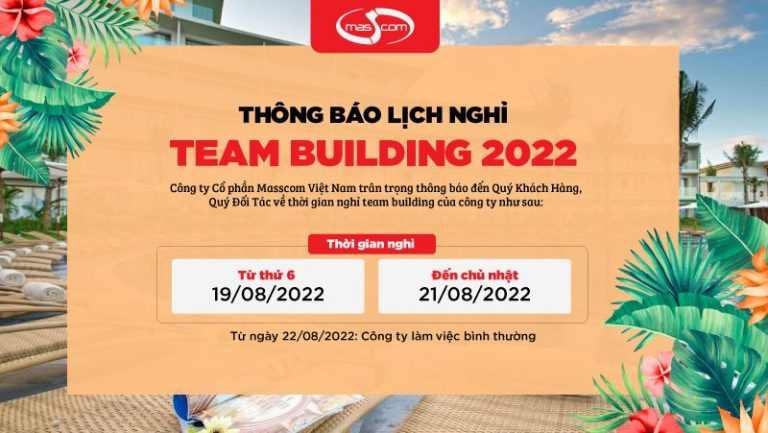 mascom
THÔNG BÁO LỊCH NGHỈ
TEAM BUILDING 2022
Công ty Cổ phần Masscom Việt Nam trân trọng thông báo đến Quý Khách Hàng,
Quý Đối Tác về thời gian nghỉ team building của công ty như sau:
Thời gian nghỉ
Từ thứ 6
19/08/2022
Đến chủ nhật
21/08/2022
Từ ngày 22/08/2022: Công ty làm việc bình thường